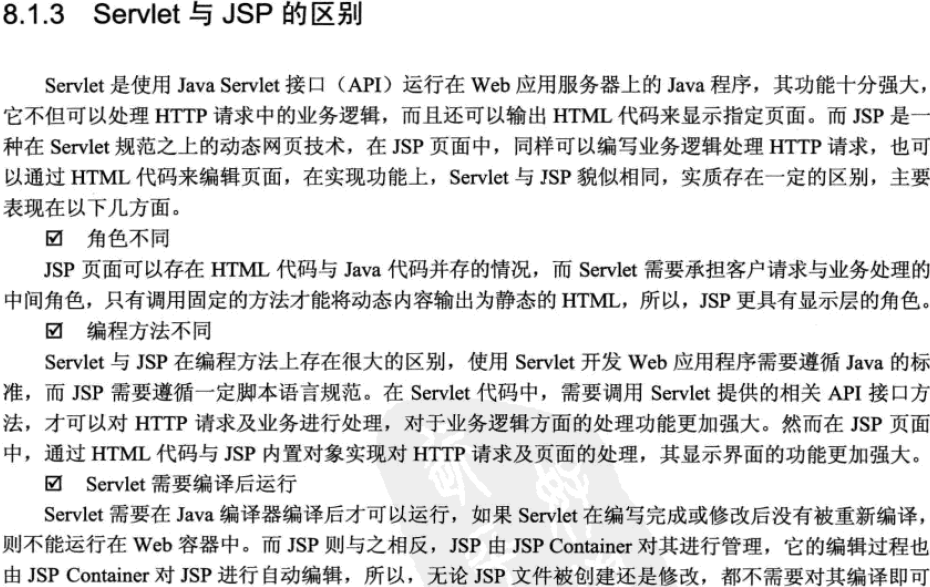 8.1.3 Servlet 与 JSP 的区别
Servlet 是使用 Java Servlet 接口（API）运行在 Web 应用服务器上的 Java 程序，其功能十分强大，
它不但可以处理 HTTP 请求中的业务逻辑，而且还可以输出 HTML 代码来显示指定页面。而 JSP 是一
种在 Servlet 规范之上的动态网页技术，在 JSP 页面中，同样可以编写业务逻辑处理 HTTP 请求，也可
以通过 HTML 代码来编辑页面，在实现功能上，Servlet 与 JSP 貌似相同，实质存在一定的区别，主要
表现在以下几方面。
☑ 角色不同
JSP 页面可以存在 HTML 代码与 Java 代码并存的情况，而 Servlet 需要承担客户请求与业务处理的
中间角色，只有调用固定的方法才能将动态内容输出为静态的 HTML，所以，JSP 更具有显示层的角色。
☑ 编程方法不同
Servlet 与 JSP 在编程方法上存在很大的区别，使用 Servlet 开发 Web 应用程序需要遵循 Java 的标
准，而 JSP 需要遵循一定脚本语言规范。在 Servlet 代码中，需要调用 Servlet 提供的相关 API 接口方
法，才可以对 HTTP 请求及业务进行处理，对于业务逻辑方面的处理功能更加强大。然而在 JSP 页面
中，通过 HTML 代码与 JSP 内置对象实现对 HTTP 请求及页面的处理，其显示界面的功能更加强大。
☑ Servlet 需要编译后运行
Servlet 需要在 Java 编译器编译后才可以运行，如果 Servlet 在编写完成或修改后没有被重新编译，
则不能运行在 Web 容器中。而 JSP 则与之相反，JSP 由 JSP Container 对其进行管理，它的编辑过程也
由 JSP Container 对 JSP 进行自动编辑，所以，无论 JSP 文件被创建还是修改，都不需要对其编译即可